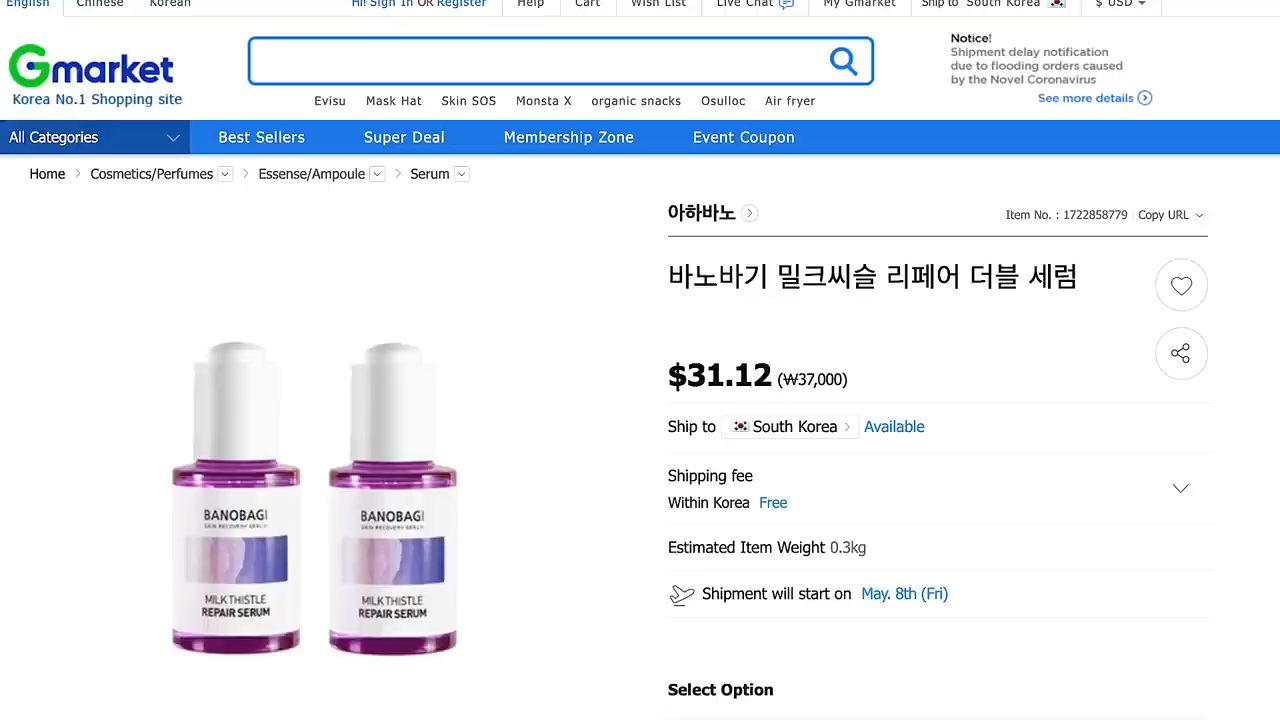 English Chinese Korean Hi! Sign In OR Register Help Cart Wish List Live Chat My Gmarket Ship to South Korea $ USD
Gmarket
Korea No.1 Shopping site
Notice!
Shipment delay notification
due to flooding orders caused
by the Novel Coronavirus
See more details
Evisu Mask Hat Skin SOS Monsta X organic snacks Osulloc Air fryer
All Categories Best Sellers Super Deal Membership Zone Event Coupon
Home Cosmetics/Perfumes Essense/Ampoule Serum
아하바노
Item No. : 1722858779 Copy URL
바노바기 밀크씨슬 리페어 더블 세럼
$31.12 (₩37,000)
Ship to South Korea Available
Shipping fee
Within Korea Free
Estimated Item Weight 0.3kg
Shipment will start on May. 8th (Fri)
Select Option
BANOBAGI
SKIN RECOVERY SERUM
MILK THISTLE
REPAIR SERUM
BANOBAGI
SKIN RECOVERY SERUM
MILK THISTLE
REPAIR SERUM